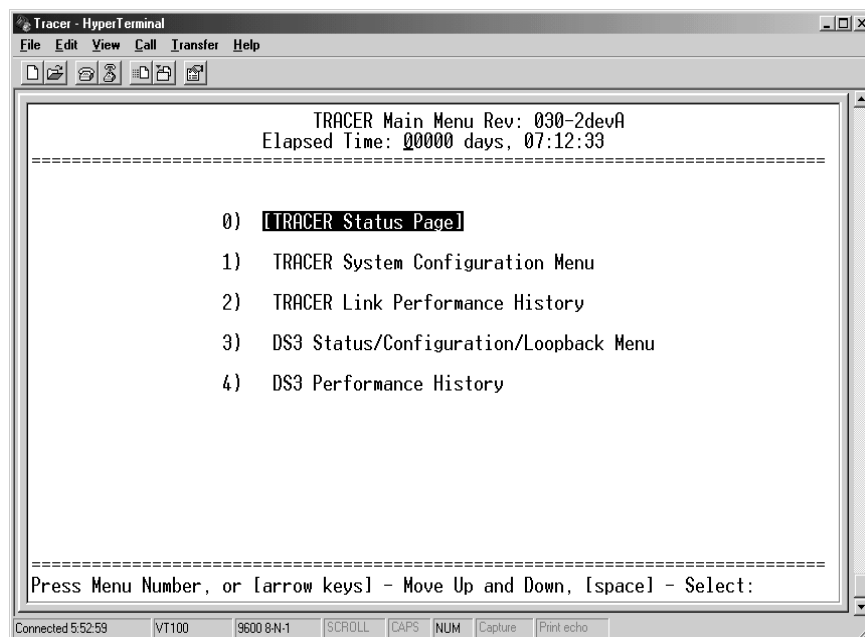 Tracer - HyperTerminal
File Edit View Call Transfer Help
TRACER Main Menu Rev: 030-2devA
Elapsed Time: 00000 days, 07:12:33
================================================================================
0) [TRACER Status Page]
1) TRACER System Configuration Menu
2) TRACER Link Performance History
3) DS3 Status/Configuration/Loopback Menu
4) DS3 Performance History
================================================================================
Press Menu Number, or [arrow keys] - Move Up and Down, [space] - Select:
Connected 5:52:59 VT100 9600 8-N-1 SCROLL CAPS NUM Capture Print echo